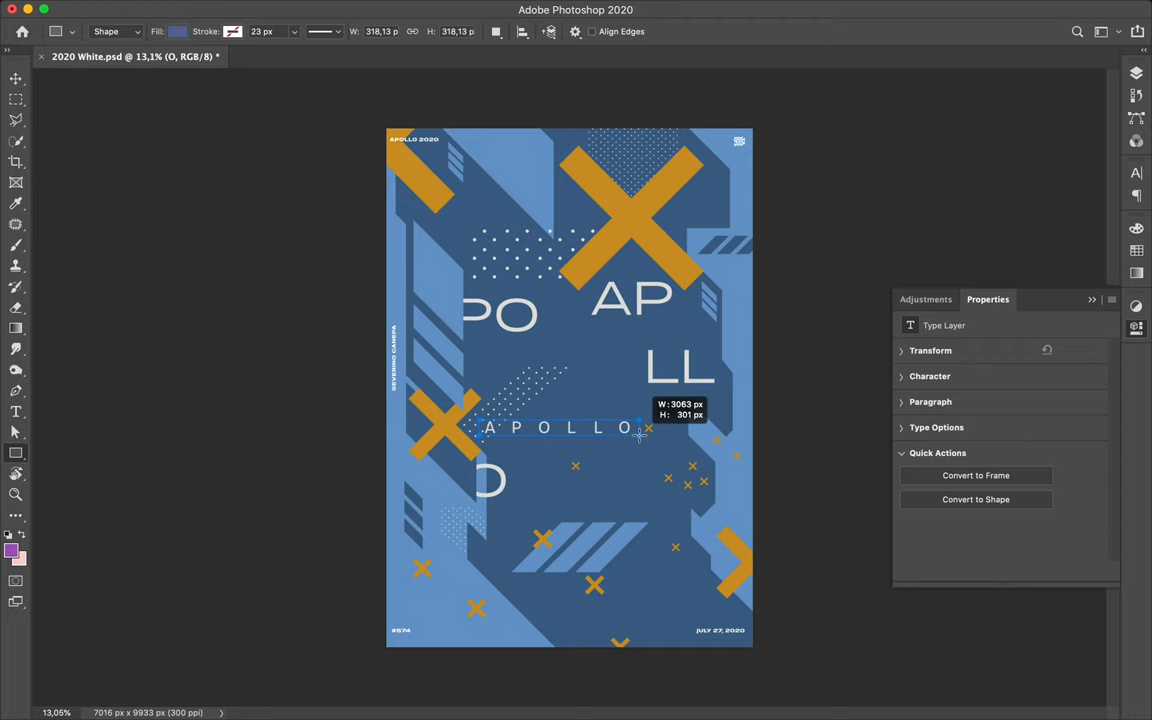 Adobe Photoshop 2020
Shape Fill: Stroke: 23 px W: 318,13 p H: 318,13 p Align Edges
2020 White.psd @ 13,1% (O, RGB/8) *
APOLLO 2020
AP
PO
LL
SEVERINO CANEPA
W: 3063 px
H: 301 px
A P O L L O
O
#574
JULY 27, 2020
Adjustments Properties
Type Layer
Transform
Character
Paragraph
Type Options
Quick Actions
Convert to Frame
Convert to Shape
13,05% 7016 px x 9933 px (300 ppi)